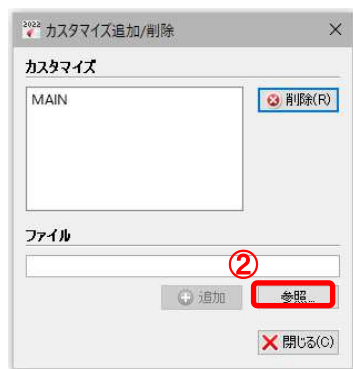 2022 カスタマイズ追加/削除
カスタマイズ
MAIN
削除(R)
ファイル
②
追加
参照...
閉じる(C)